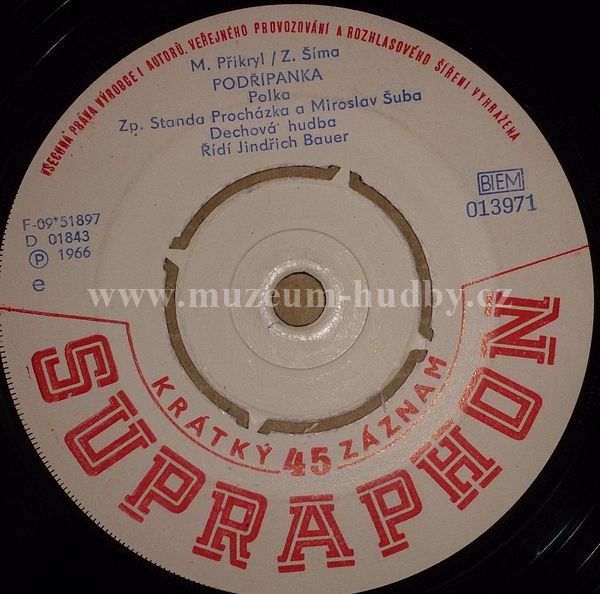 VŠECHNA PRÁVA VÝROBCE I AUTORŮ. VEŘEJNÉHO PROVOZOVÁNÍ A ROZHLASOVÉHO ŠÍŘENÍ VYHRAŽENA
M. Přikryl / Z. Šíma
PODŘIPANKA
Polka
Zp. Standa Procházka a Miroslav Šuba
Dechová hudba
Řídí Jindřich Bauer
BIEM
013971
F-09*51897
D 01843
Ⓟ 1966
e
www.muzeum-hudby.cz
KRÁTKÝ 45 ZÁZNAM
SUPRAPHON